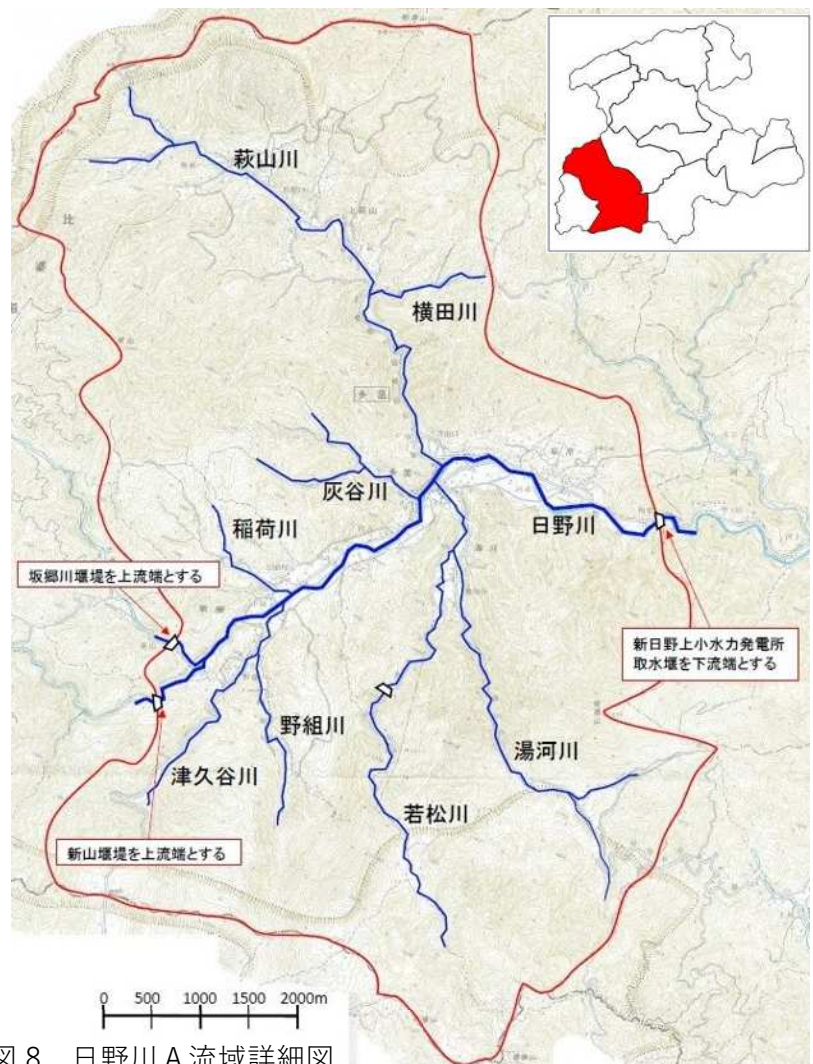 萩山川
横田川
比
多里
灰谷川
稲荷川
日野川
坂郷川堰堤を上流端とする
新日野上小水力発電所
取水堰を下流端とする
野組川
湯河川
津久谷川
若松川
新山堰堤を上流端とする
0 500 1000 1500 2000m
図8 日野川A流域詳細図